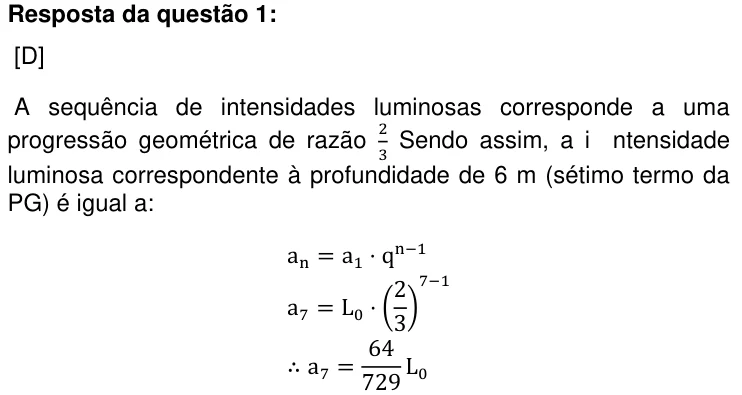 Resposta da questão 1:
[D]
A sequência de intensidades luminosas corresponde a uma
progressão geométrica de razão 2/3 Sendo assim, a i ntensidade
luminosa correspondente à profundidade de 6 m (sétimo termo da
PG) é igual a:
aₙ = a₁ · qⁿ⁻¹
a₇ = L₀ · (2/3)⁷⁻¹
∴ a₇ = 64/729 L₀